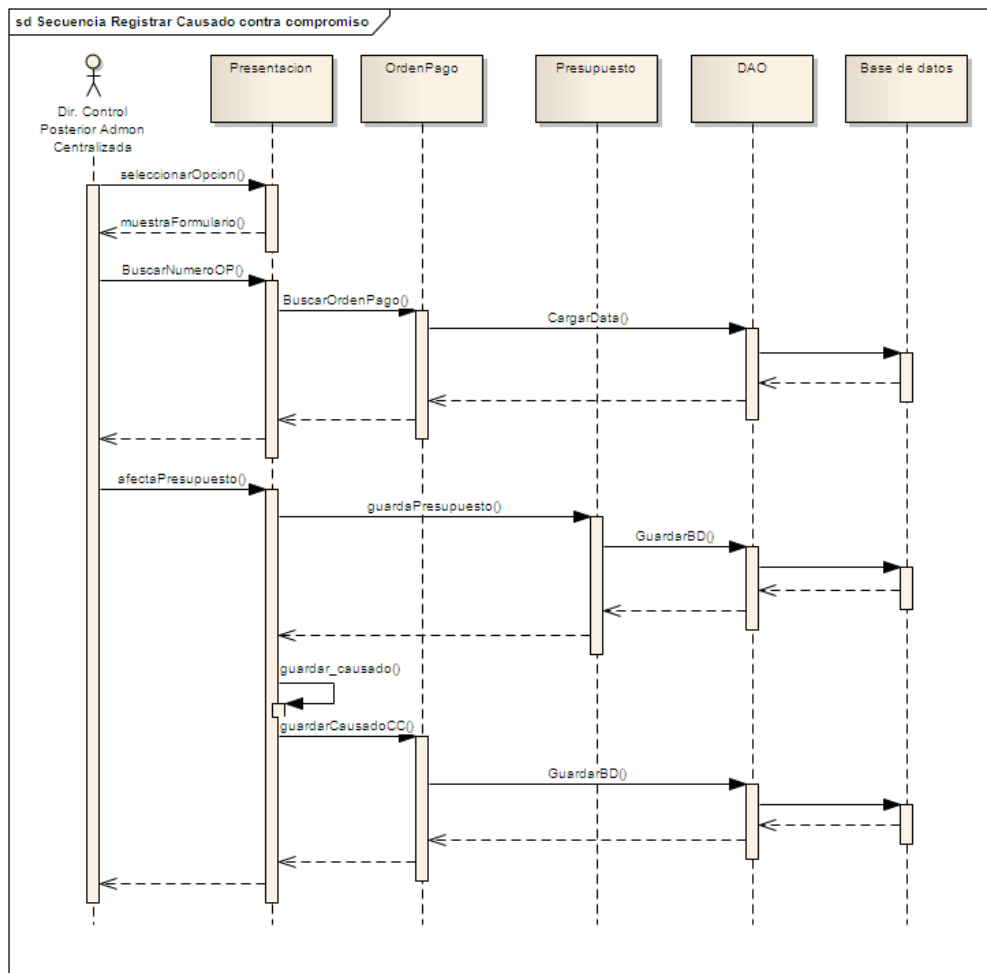 sd Secuencia Registrar Causado contra compromiso
Presentacion
OrdenPago
Presupuesto
DAO
Base de datos
Dir. Control
Posterior Admon
Centralizada
seleccionarOpcion()
muestraFormulario()
BuscarNumeroOP()
BuscarOrdenPago()
CargarData()
afectaPresupuesto()
guardaPresupuesto()
GuardarBD()
guardar_causado()
guardarCausadoCC()
GuardarBD()